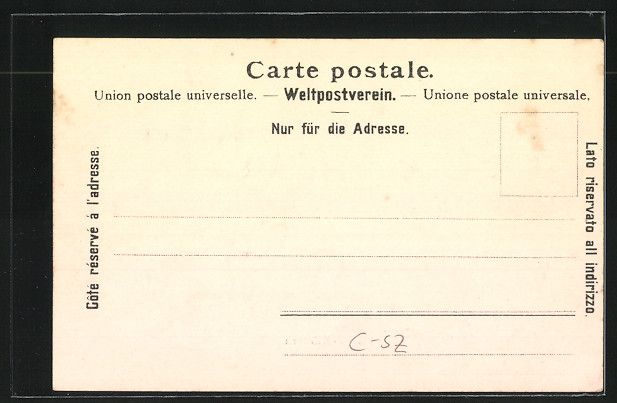 Carte postale.
Union postale universelle. — Weltpostverein. — Unione postale universale.
Nur für die Adresse.
Côté réservé à l'adresse.
Lato riservato all indirizzo.
C-SZ